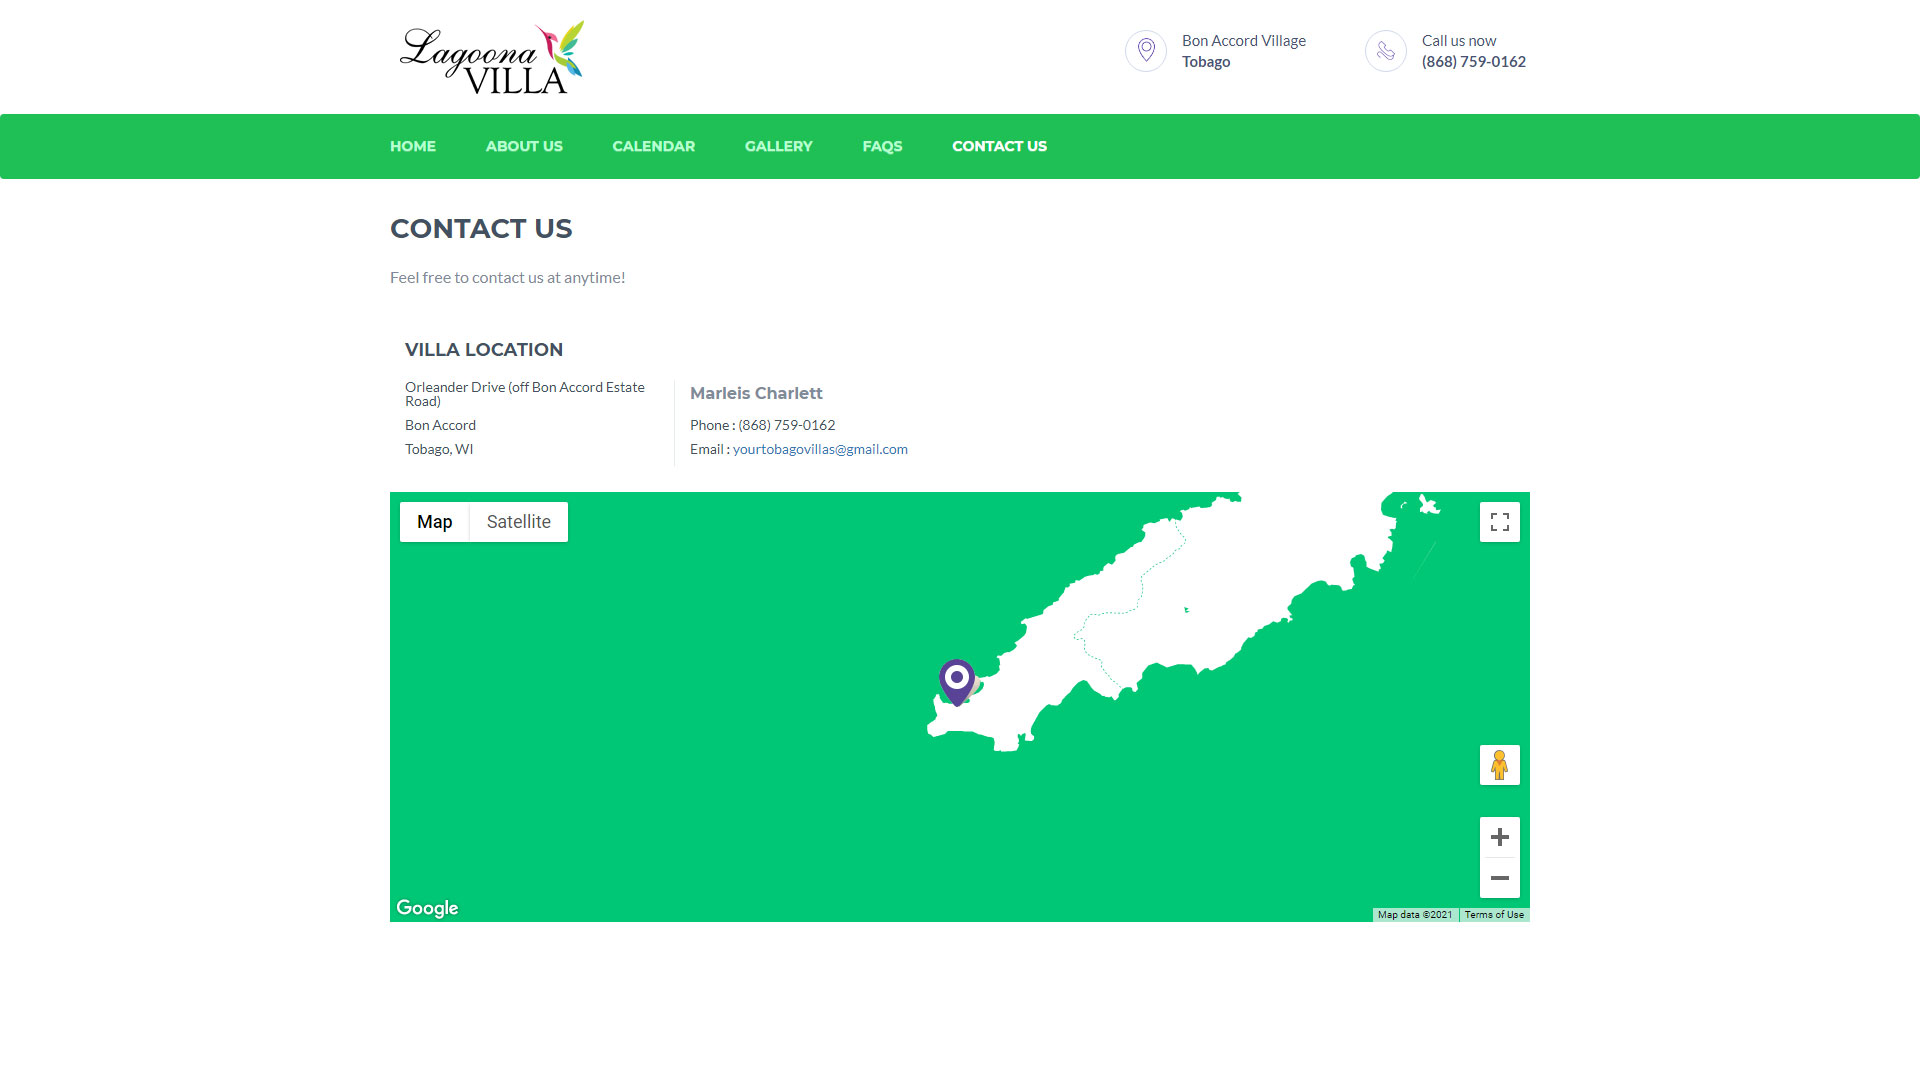 Lagoona
VILLA
Bon Accord Village
Tobago
Call us now
(868) 759-0162
HOME
ABOUT US
CALENDAR
GALLERY
FAQS
CONTACT US
CONTACT US
Feel free to contact us at anytime!
VILLA LOCATION
Orleander Drive (off Bon Accord Estate
Road)
Bon Accord
Tobago, WI
Marleis Charlett
Phone : (868) 759-0162
Email : yourtobagovillas@gmail.com
Map
Satellite
Google
Map data ©2021
Terms of Use